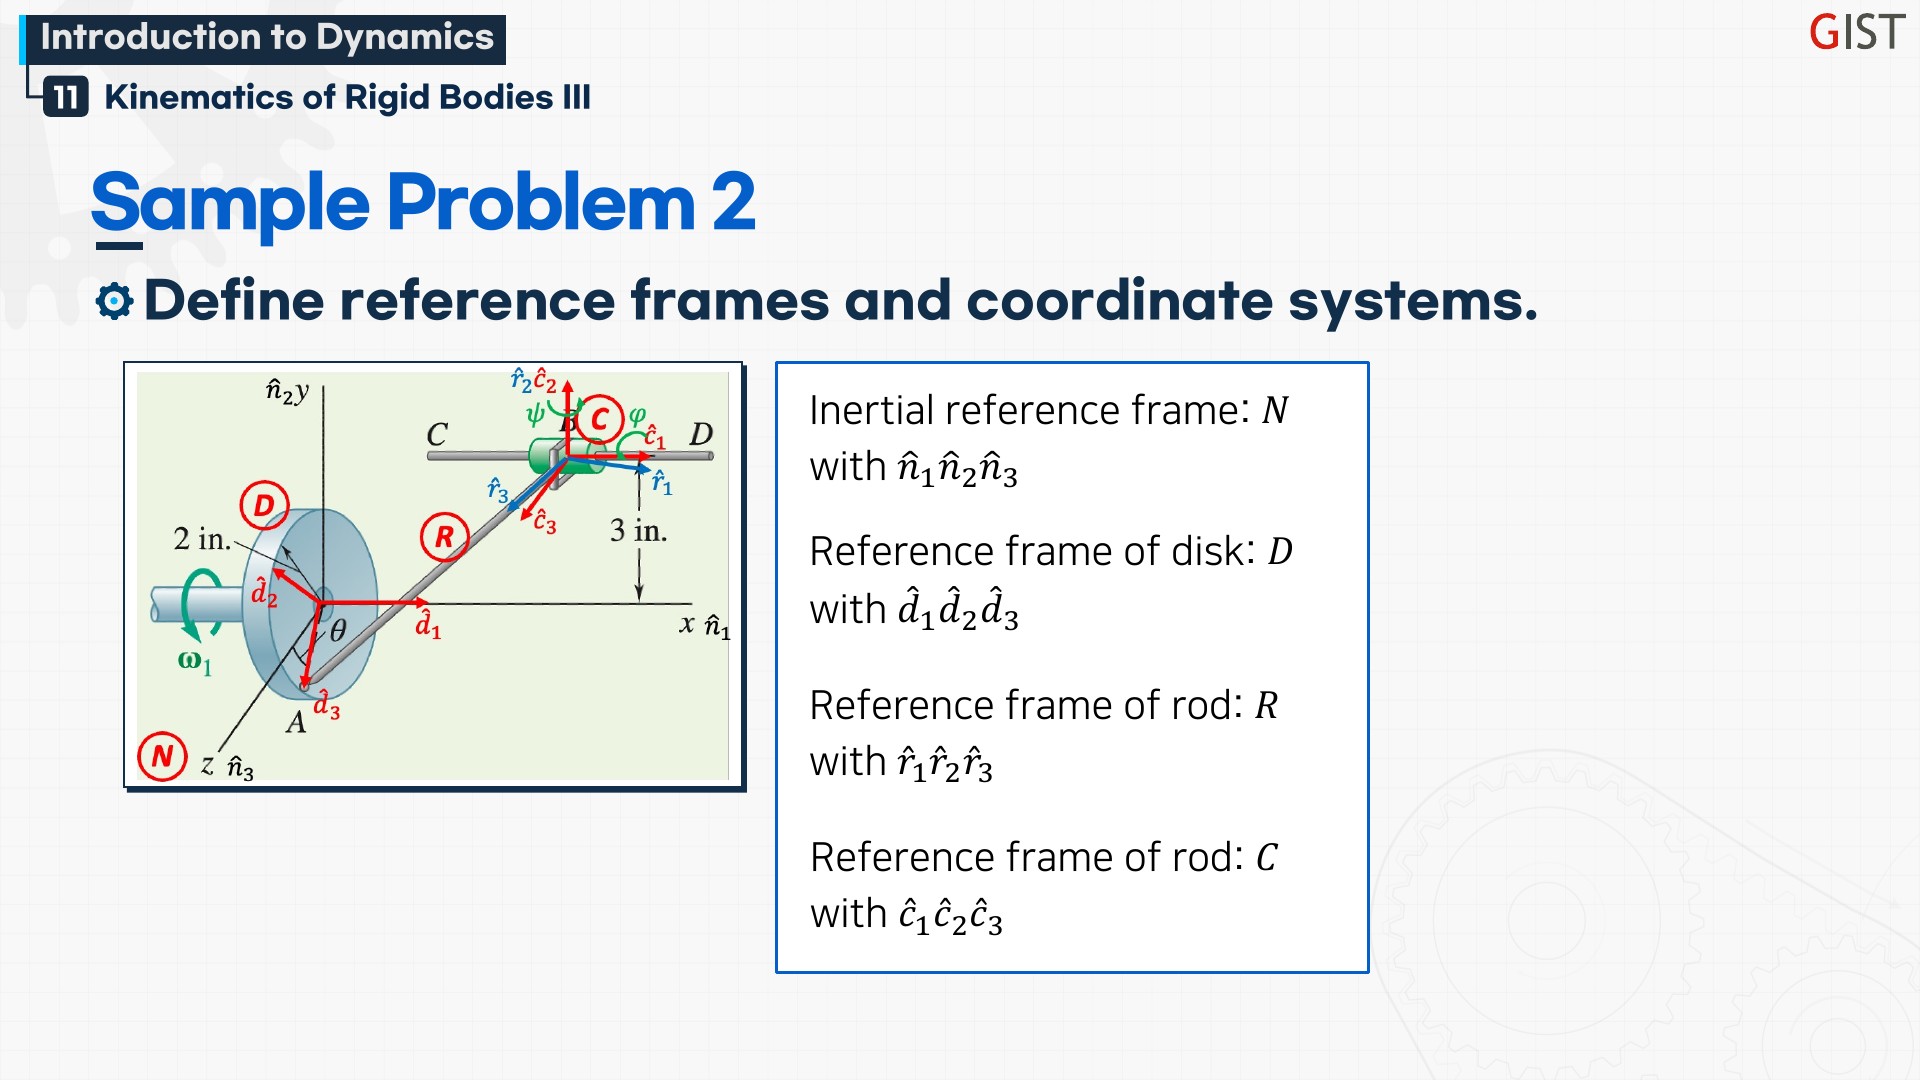 Introduction to Dynamics
GIST
11 Kinematics of Rigid Bodies III
Sample Problem 2
Define reference frames and coordinate systems.
n̂₂y
r̂₂ĉ₂
ψ
B
C
φ
C
ĉ₁
D
r̂₁
r̂₃
ĉ₃
D
R
3 in.
2 in.
d̂₂
θ
d̂₁
x n̂₁
ω₁
d̂₃
A
N
z n̂₃
Inertial reference frame: N
with n̂₁n̂₂n̂₃
Reference frame of disk: D
with d̂₁d̂₂d̂₃
Reference frame of rod: R
with r̂₁r̂₂r̂₃
Reference frame of rod: C
with ĉ₁ĉ₂ĉ₃